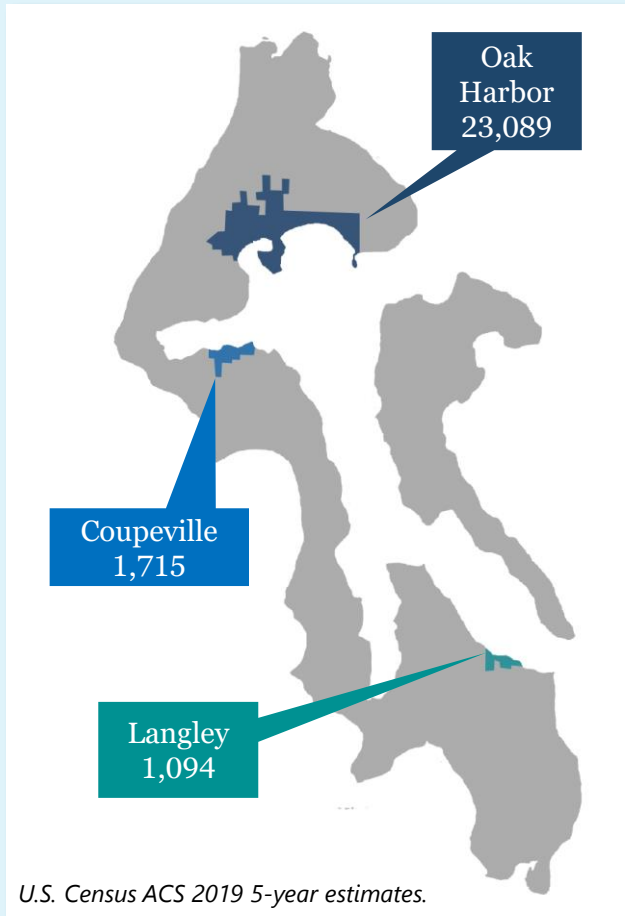 Oak
Harbor
23,089
Coupeville
1,715
Langley
1,094
U.S. Census ACS 2019 5-year estimates.